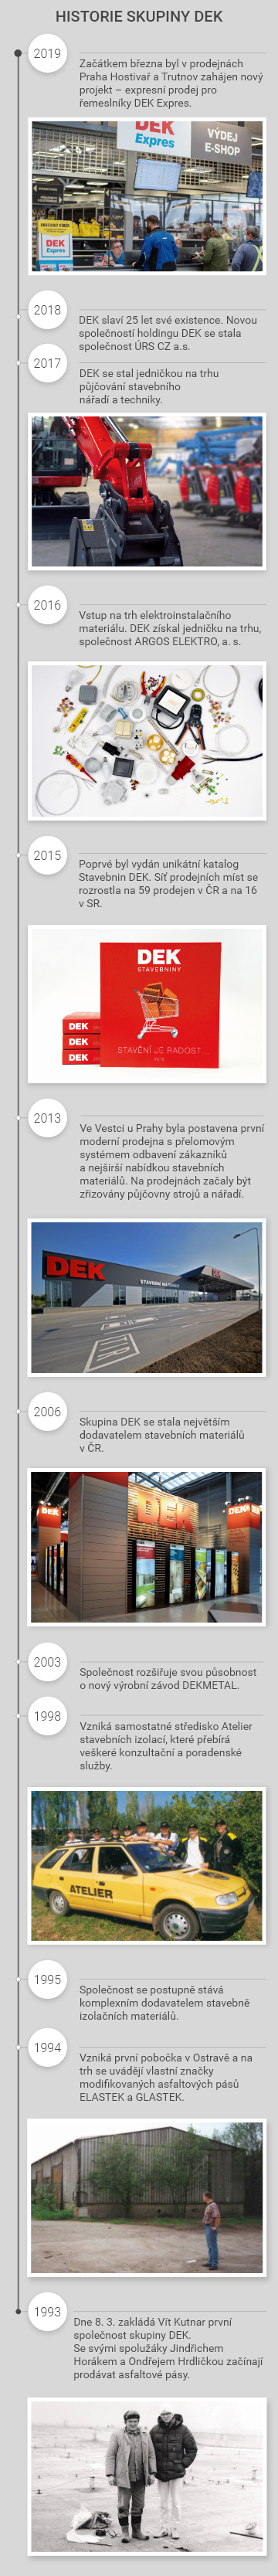 HISTORIE SKUPINY DEK
2019
Začátkem března byl v prodejnách
Praha Hostivař a Trutnov zahájen nový
projekt – expresní prodej pro
řemeslníky DEK Expres.
DEK
Expres
VÝDEJ
E-SHOP
DEK
Expres
2018
DEK slaví 25 let své existence. Novou
společností holdingu DEK se stala
společnost ÚRS CZ a.s.
2017
DEK se stal jedničkou na trhu
půjčování stavebního
nářadí a techniky.
2016
Vstup na trh elektroinstalačního
materiálu. DEK získal jedničku na trhu,
společnost ARGOS ELEKTRO, a. s.
2015
Poprvé byl vydán unikátní katalog
Stavebnin DEK. Síť prodejních míst se
rozrostla na 59 prodejen v ČR a na 16
v SR.
DEK
STAVEBNINY
DEK
DEK
DEK
STAVĚNÍ JE RADOST
2013
Ve Vestci u Prahy byla postavena první
moderní prodejna s přelomovým
systémem odbavení zákazníků
a nejširší nabídkou stavebních
materiálů. Na prodejnách začaly být
zřizovány půjčovny strojů a nářadí.
DEK
STAVEBNÍ MATERIÁLY
2006
Skupina DEK se stala největším
dodavatelem stavebních materiálů
v ČR.
DEK
DEK
DEK
2003
Společnost rozšiřuje svou působnost
o nový výrobní závod DEKMETAL.
1998
Vzniká samostatné středisko Atelier
stavebních izolací, které přebírá
veškeré konzultační a poradenské
služby.
ATELIER
1995
Společnost se postupně stává
komplexním dodavatelem stavebně
izolačních materiálů.
1994
Vzniká první pobočka v Ostravě a na
trh se uvádějí vlastní značky
modifikovaných asfaltových pásů
ELASTEK a GLASTEK.
1993
Dne 8. 3. zakládá Vít Kutnar první
společnost skupiny DEK.
Se svými spolužáky Jindřichem
Horákem a Ondřejem Hrdličkou začínají
prodávat asfaltové pásy.